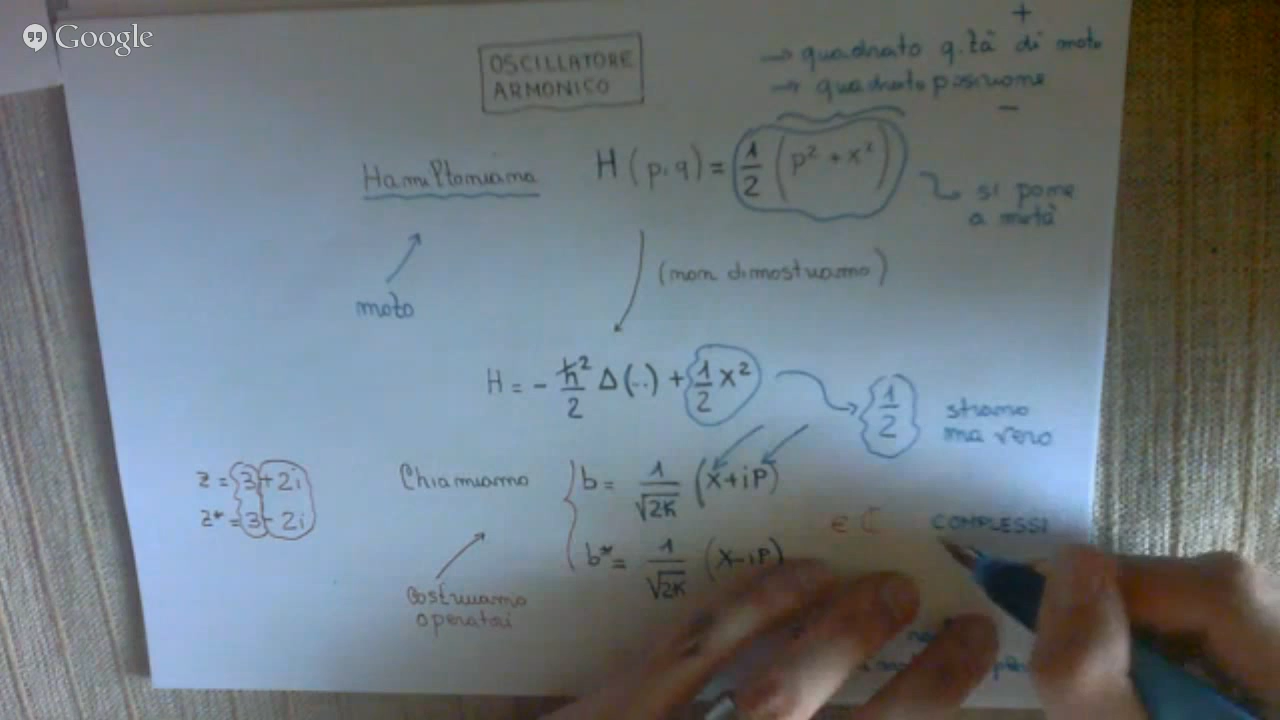 Google
+
→ quadrato q.tà di moto
→ quadrato posizione
−
OSCILLATORE
ARMONICO
Hamiltoniana
H(p,q) = 1/2 (p² + x²)
si pone
a metà
moto
(non dimostriamo)
H = - ħ²/2 Δ(..) + 1/2 x²
1/2
strano
ma vero
z = 3+2i
z* = 3-2i
Chiamiamo
b = 1/√2ħ (x+iP)
b* = 1/√2ħ (x-iP)
∈ ℂ
COMPLESSI
Costruiamo
operatori